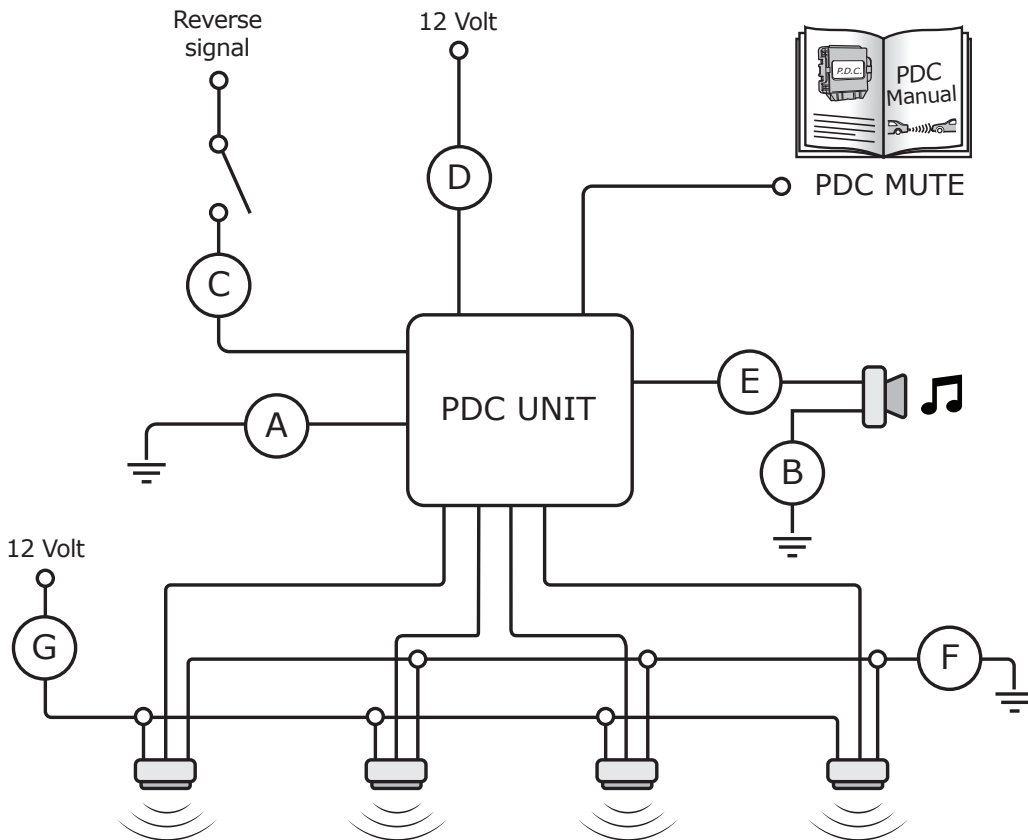 Reverse
signal
12 Volt
P.D.C.
PDC
Manual
PDC MUTE
D
C
PDC UNIT
E
A
B
12 Volt
G
F